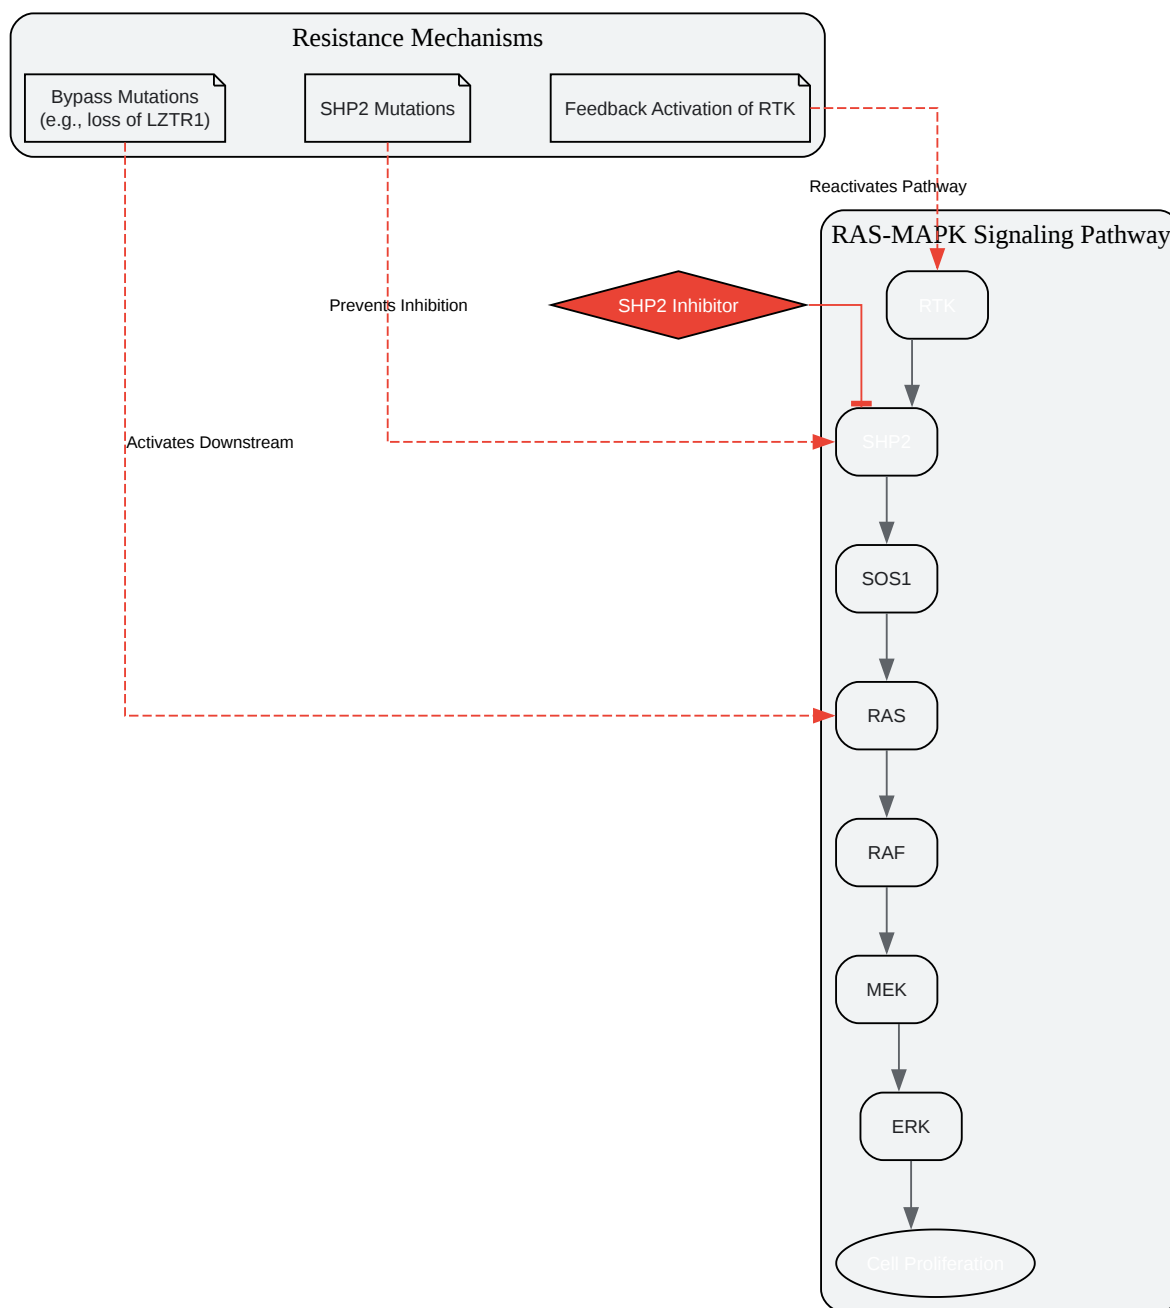 Resistance Mechanisms
Bypass Mutations
(e.g., loss of LZTR1)
SHP2 Mutations
Feedback Activation of RTK
Reactivates Pathway
RAS-MAPK Signaling Pathway
Prevents Inhibition
SHP2 Inhibitor
RTK
Activates Downstream
SHP2
SOS1
RAS
RAF
MEK
ERK
Cell Proliferation